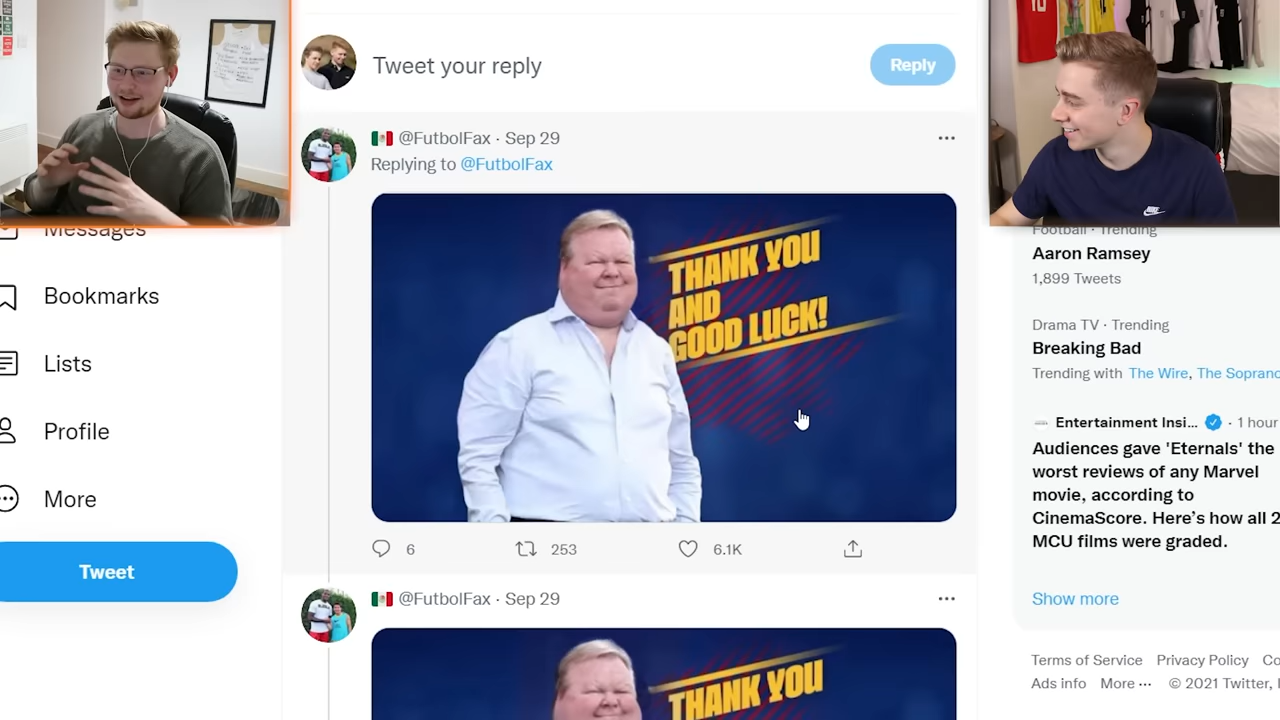 Tweet your reply
Reply
@FutbolFax · Sep 29
Replying to @FutbolFax
THANK YOU
AND
GOOD LUCK!
6
253
6.1K
@FutbolFax · Sep 29
THANK YOU
Messages
Bookmarks
Lists
Profile
More
Tweet
Football · Trending
Aaron Ramsey
1,899 Tweets
Drama TV · Trending
Breaking Bad
Trending with The Wire, The Soprano
Entertainment Insi... · 1 hour
Audiences gave 'Eternals' the
worst reviews of any Marvel
movie, according to
CinemaScore. Here's how all 2
MCU films were graded.
Show more
Terms of Service Privacy Policy Co
Ads info More ··· © 2021 Twitter, I